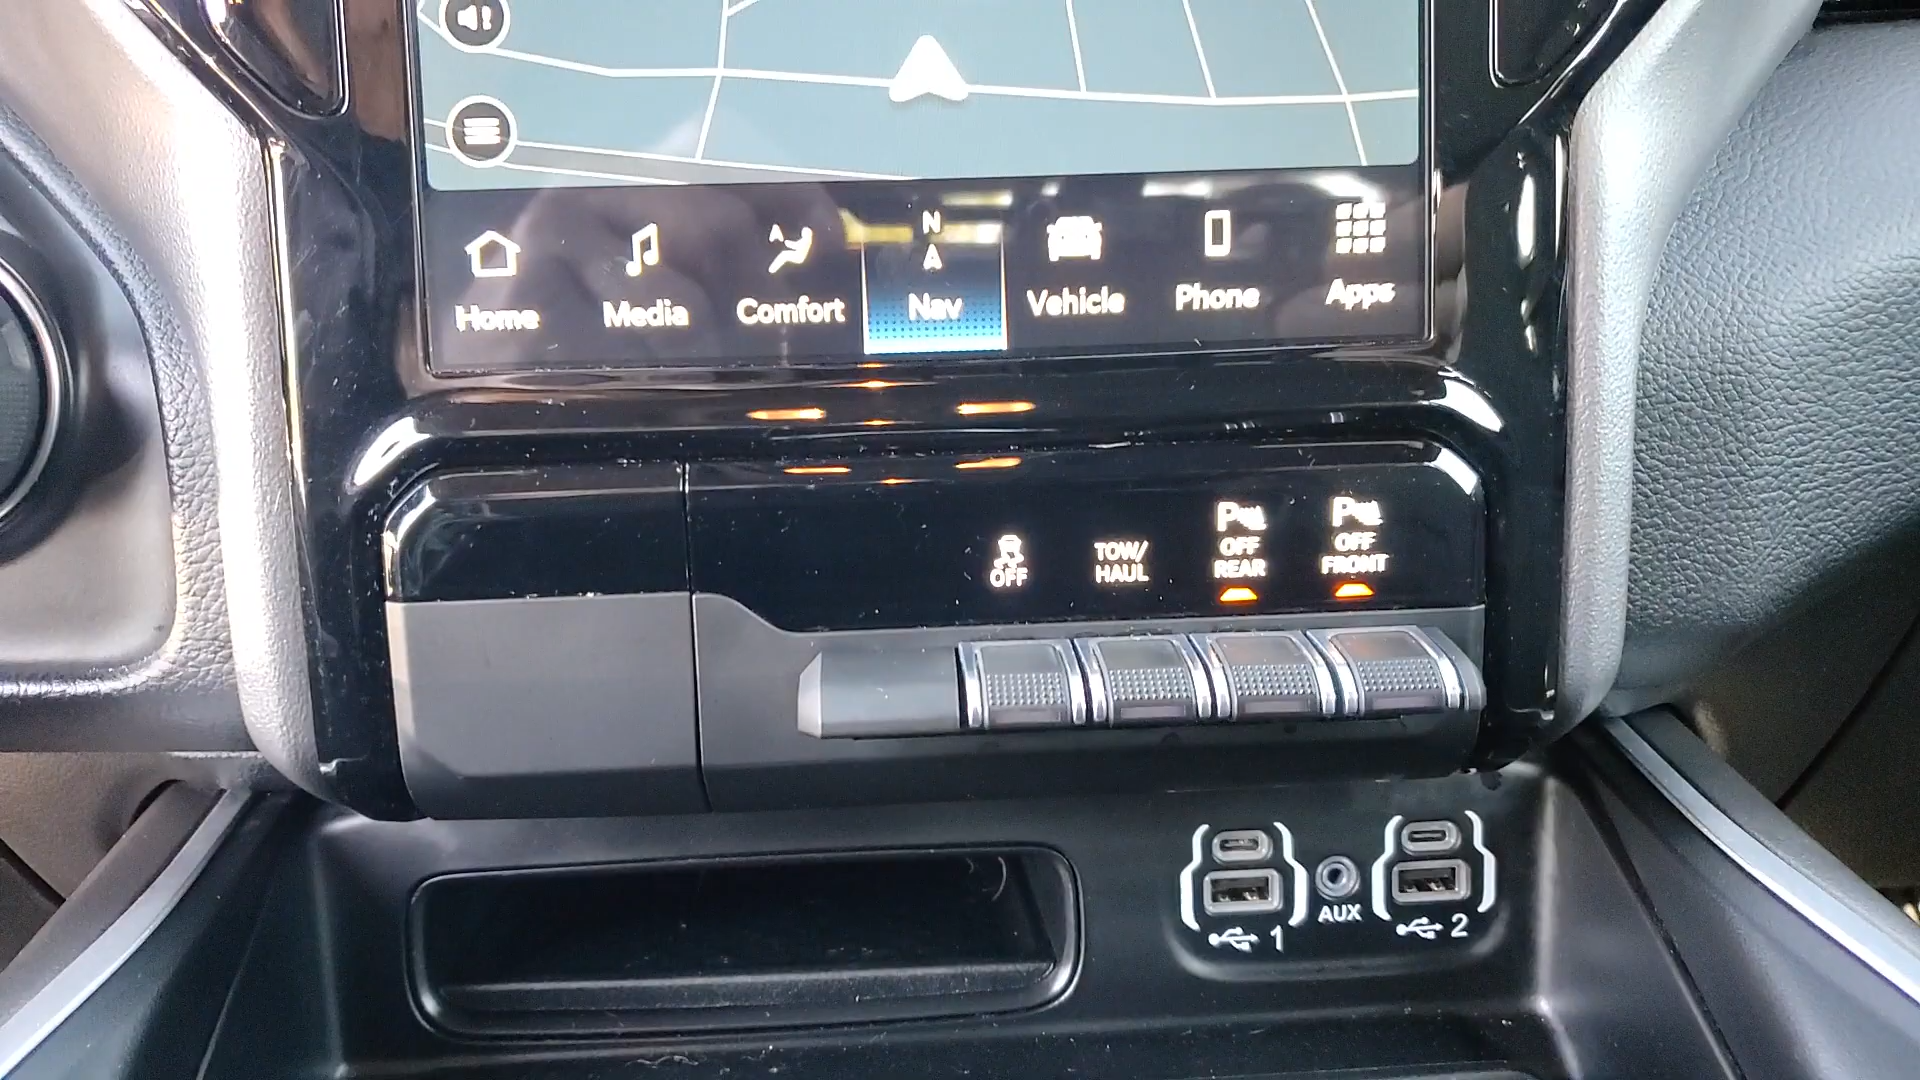 N
Home
Media
Comfort
Nav
Vehicle
Phone
Apps
OFF
TOW/
HAUL
P
OFF
REAR
P
OFF
FRONT
1
AUX
2